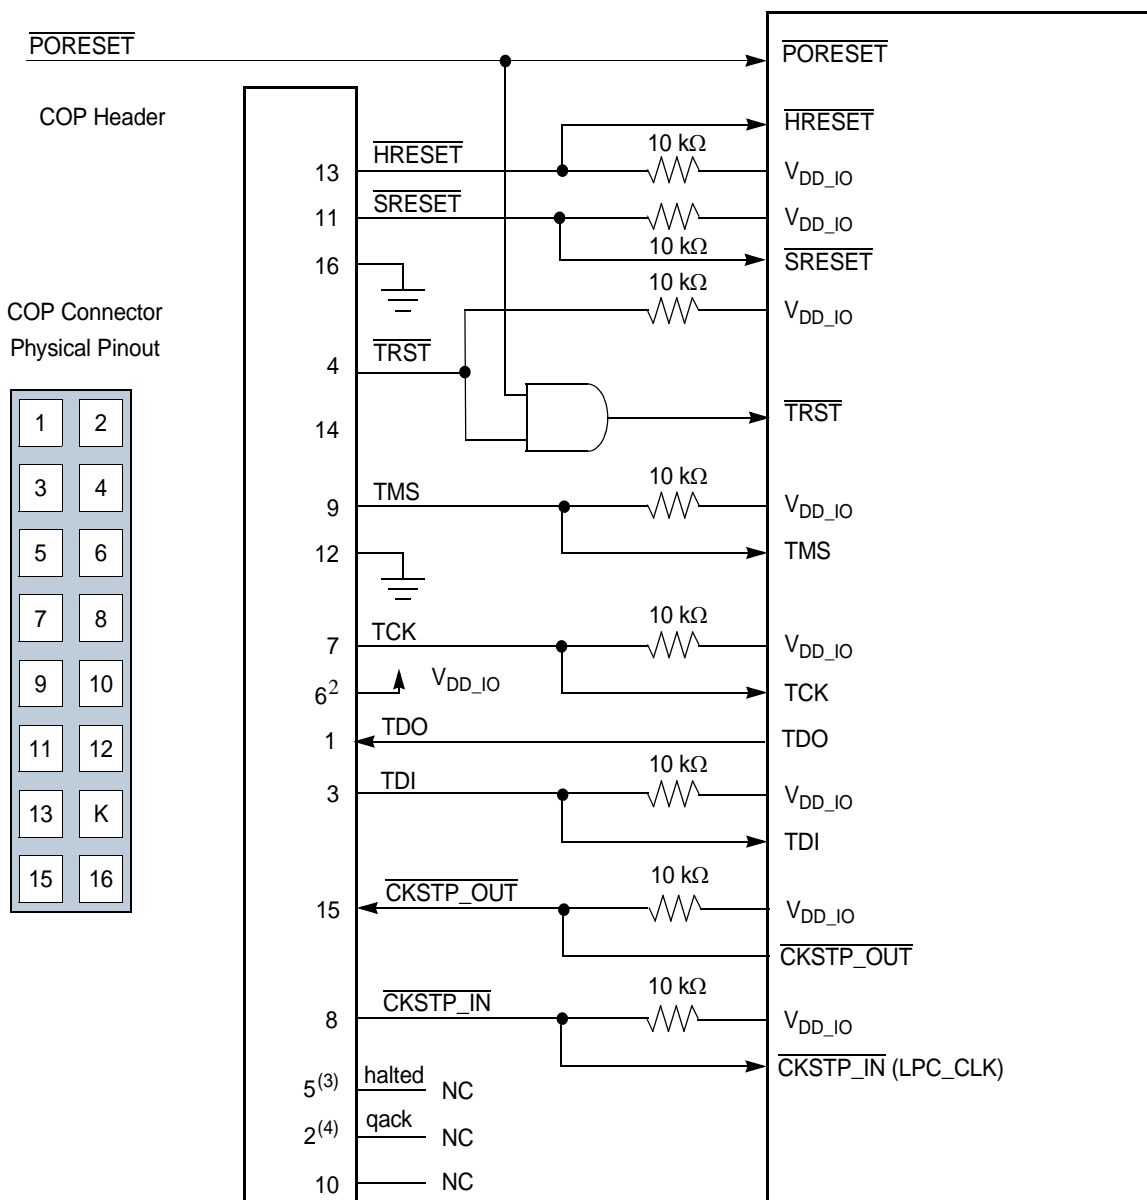 PORESET
PORESET
COP Header
HRESET
10 kΩ
13 HRESET
VDD_IO
11 SRESET
VDD_IO
10 kΩ
SRESET
16
10 kΩ
VDD_IO
COP Connector
Physical Pinout
4 TRST
14
TRST
1 2
3 4
5 6
7 8
9 10
11 12
13 K
15 16
9 TMS
10 kΩ
VDD_IO
TMS
12
7 TCK
10 kΩ
VDD_IO
6² VDD_IO
TCK
1 TDO
TDO
3 TDI
10 kΩ
VDD_IO
TDI
15 CKSTP_OUT
10 kΩ
VDD_IO
CKSTP_OUT
8 CKSTP_IN
10 kΩ
VDD_IO
CKSTP_IN (LPC_CLK)
5(3) halted NC
2(4) qack NC
10 NC